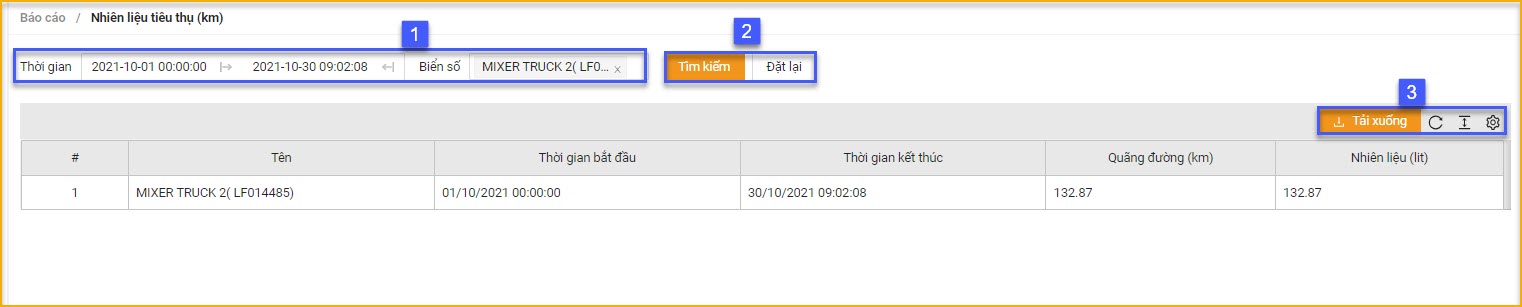 Báo cáo / Nhiên liệu tiêu thụ (km)
1
2
Thời gian 2021-10-01 00:00:00 2021-10-30 09:02:08 Biển số MIXER TRUCK 2( LF0... x Tìm kiếm Đặt lại
3
Tải xuống
# Tên Thời gian bắt đầu Thời gian kết thúc Quãng đường (km) Nhiên liệu (lit)
1 MIXER TRUCK 2( LF014485) 01/10/2021 00:00:00 30/10/2021 09:02:08 132.87 132.87